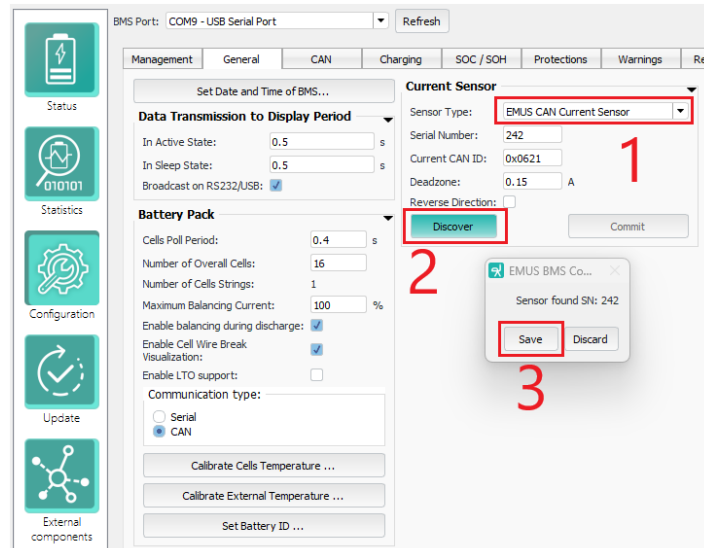 BMS Port: COM9 - USB Serial Port Refresh
Management General CAN Charging SOC / SOH Protections Warnings Re
Status
Statistics
Configuration
Update
External
components
010101
Set Date and Time of BMS...
Data Transmission to Display Period
In Active State: 0.5 s
In Sleep State: 0.5 s
Broadcast on RS232/USB:
Battery Pack
Cells Poll Period: 0.4 s
Number of Overall Cells: 16
Number of Cells Strings: 1
Maximum Balancing Current: 100 %
Enable balancing during discharge:
Enable Cell Wire Break
Visualization:
Enable LTO support:
Communication type:
Serial
CAN
Calibrate Cells Temperature ...
Calibrate External Temperature ...
Set Battery ID ...
Current Sensor
Sensor Type: EMUS CAN Current Sensor
Serial Number: 242
Current CAN ID: 0x0621
Deadzone: 0.15 A
Reverse Direction:
Discover Commit
1
2
EMUS BMS Co...
Sensor found SN: 242
Save Discard
3